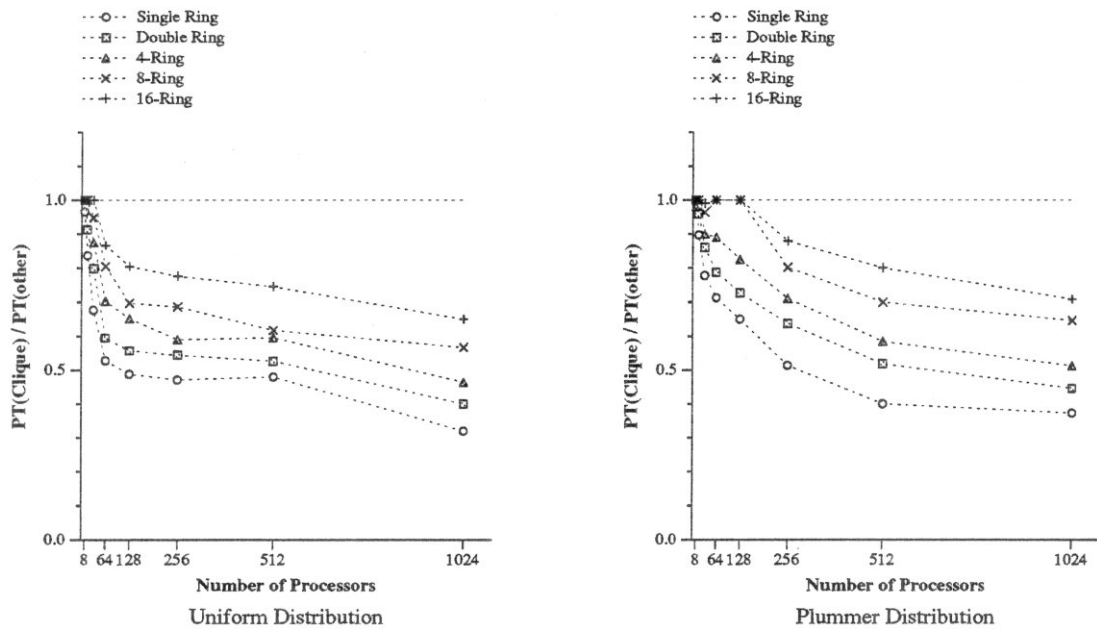 Single Ring
Double Ring
4-Ring
8-Ring
16-Ring
PT(Clique) / PT(other)
1.0
0.5
0.0
8 64 128 256 512 1024
Number of Processors
Uniform Distribution
Single Ring
Double Ring
4-Ring
8-Ring
16-Ring
PT(Clique) / PT(other)
1.0
0.5
0.0
8 64 128 256 512 1024
Number of Processors
Plummer Distribution